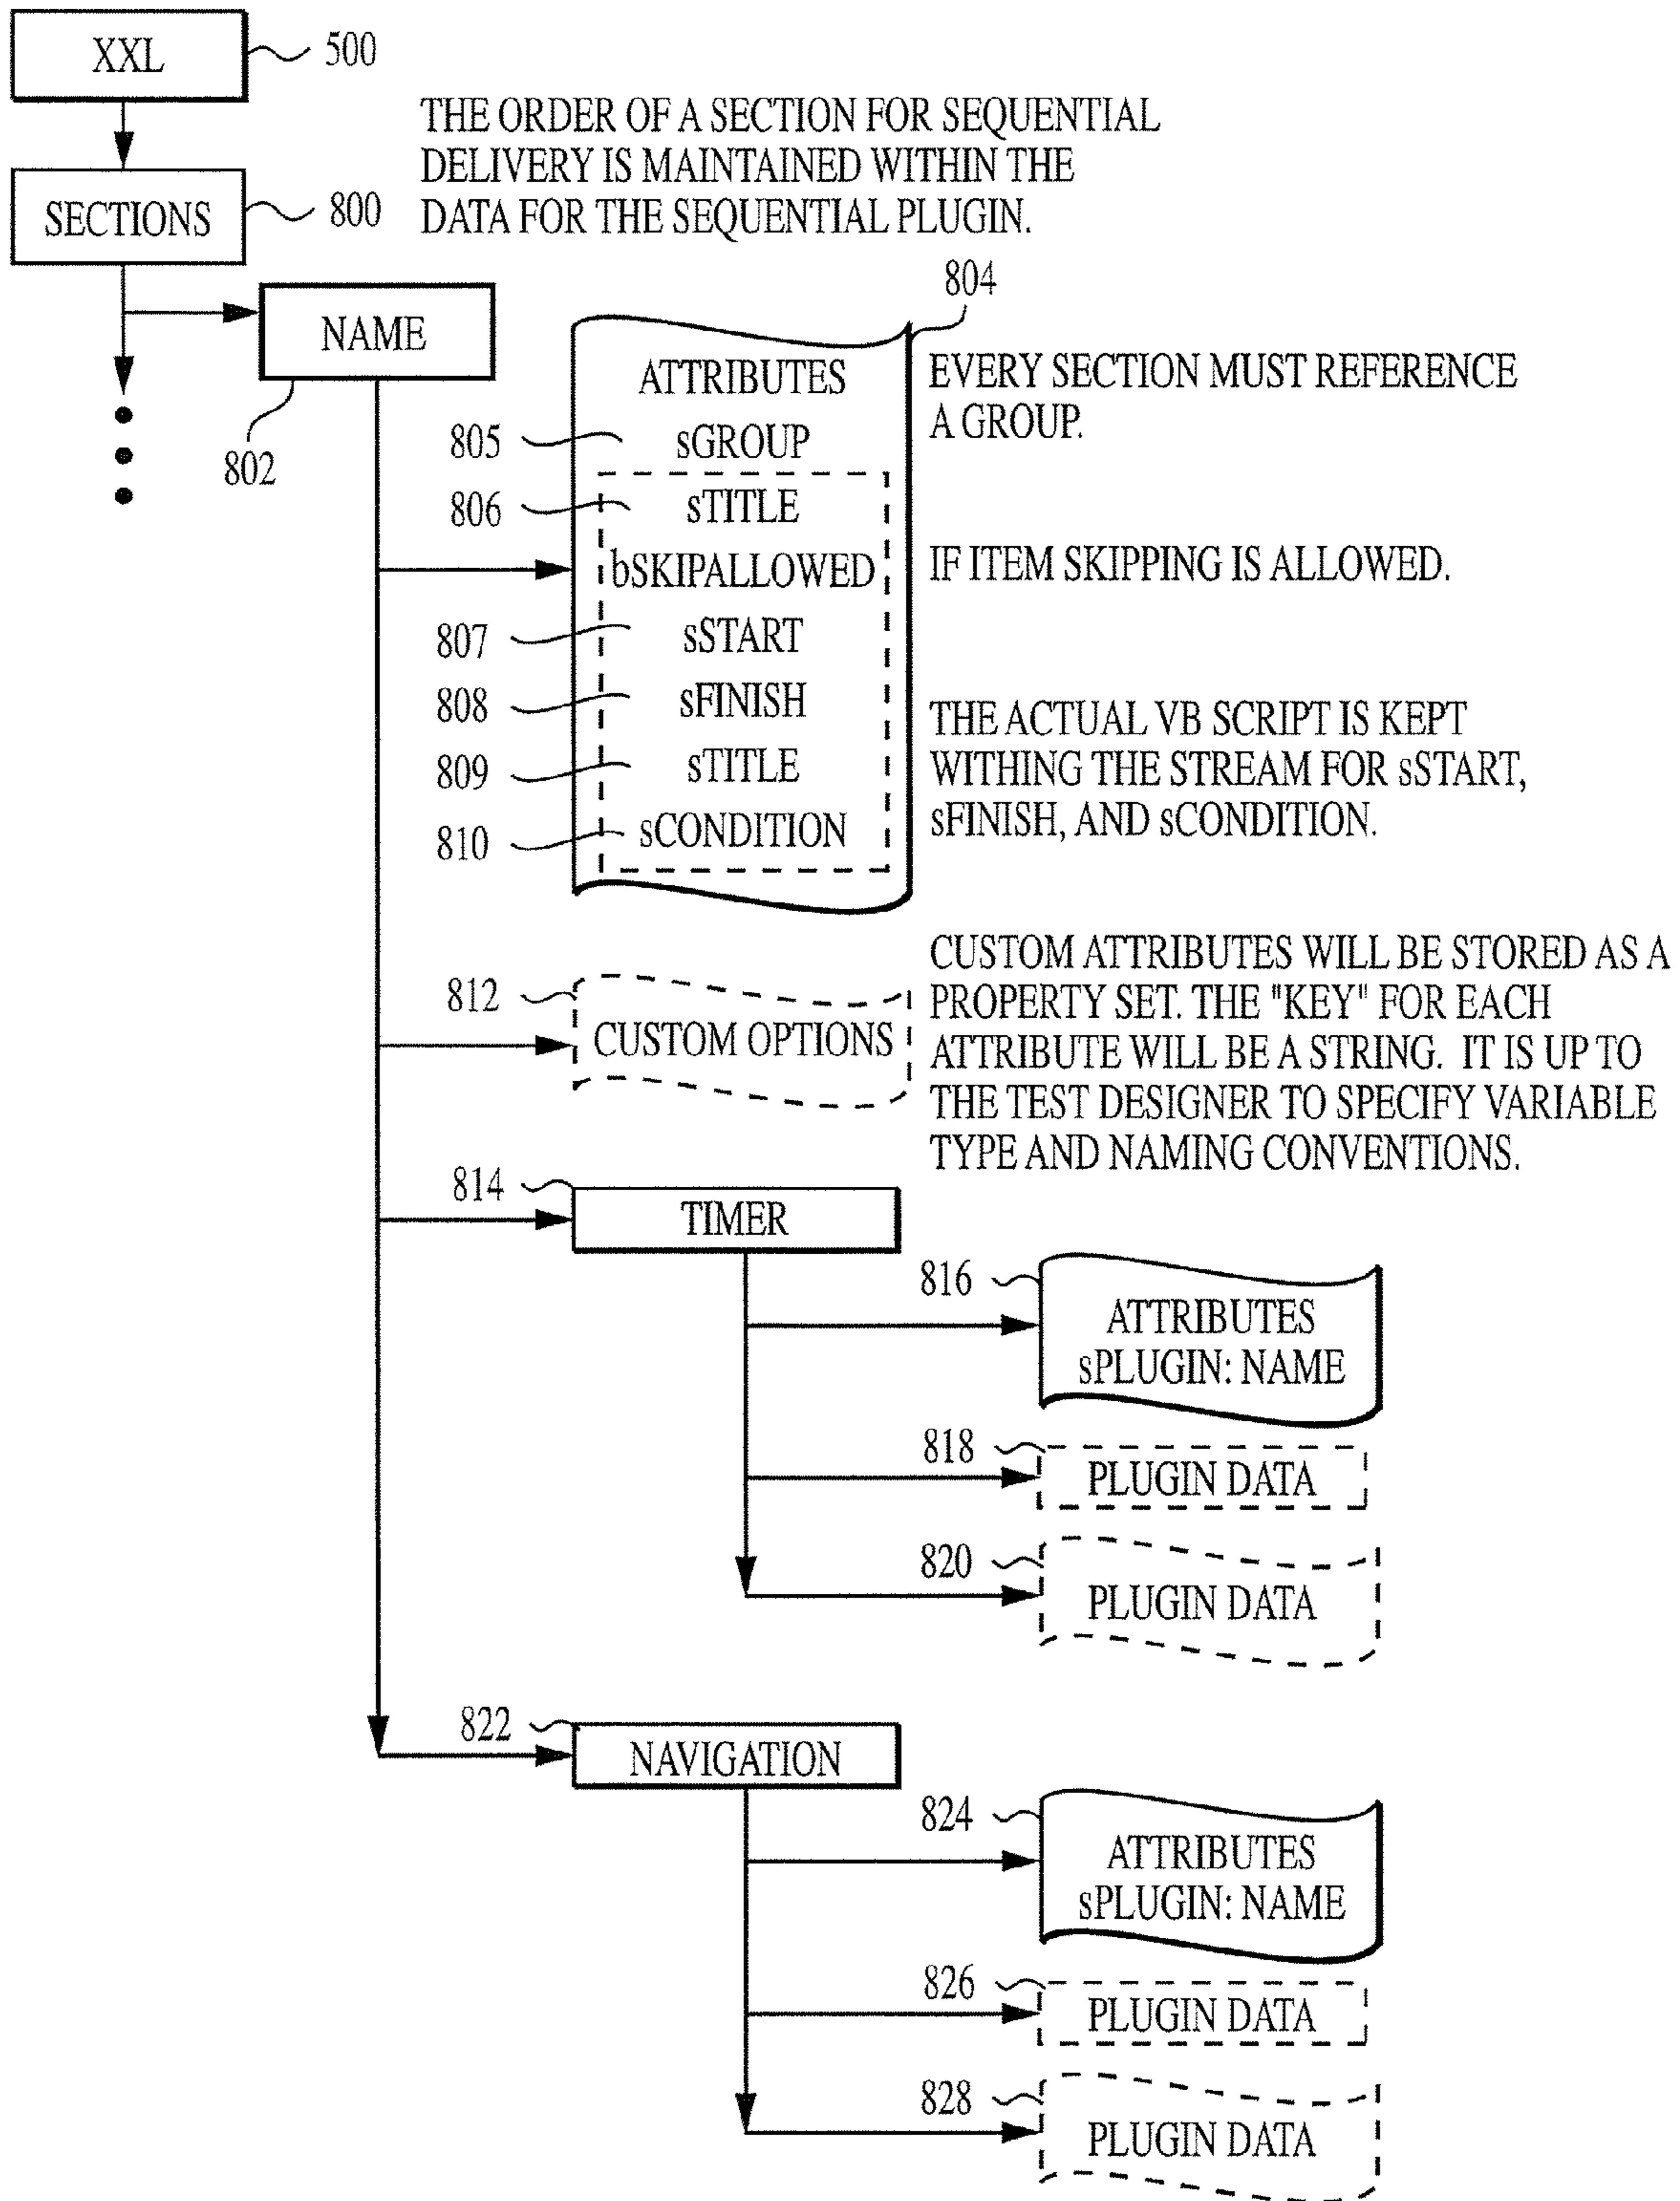 XXL
500
THE ORDER OF A SECTION FOR SEQUENTIAL
DELIVERY IS MAINTAINED WITHIN THE
DATA FOR THE SEQUENTIAL PLUGIN.
SECTIONS
800
804
NAME
802
ATTRIBUTES
EVERY SECTION MUST REFERENCE
A GROUP.
805
sGROUP
806
sTITLE
bSKIPALLOWED
IF ITEM SKIPPING IS ALLOWED.
807
sSTART
808
sFINISH
809
sTITLE
810
sCONDITION
THE ACTUAL VB SCRIPT IS KEPT
WITHING THE STREAM FOR sSTART,
sFINISH, AND sCONDITION.
812
CUSTOM OPTIONS
CUSTOM ATTRIBUTES WILL BE STORED AS A
PROPERTY SET. THE "KEY" FOR EACH
ATTRIBUTE WILL BE A STRING. IT IS UP TO
THE TEST DESIGNER TO SPECIFY VARIABLE
TYPE AND NAMING CONVENTIONS.
814
TIMER
816
ATTRIBUTES
sPLUGIN: NAME
818
PLUGIN DATA
820
PLUGIN DATA
822
NAVIGATION
824
ATTRIBUTES
sPLUGIN: NAME
826
PLUGIN DATA
828
PLUGIN DATA